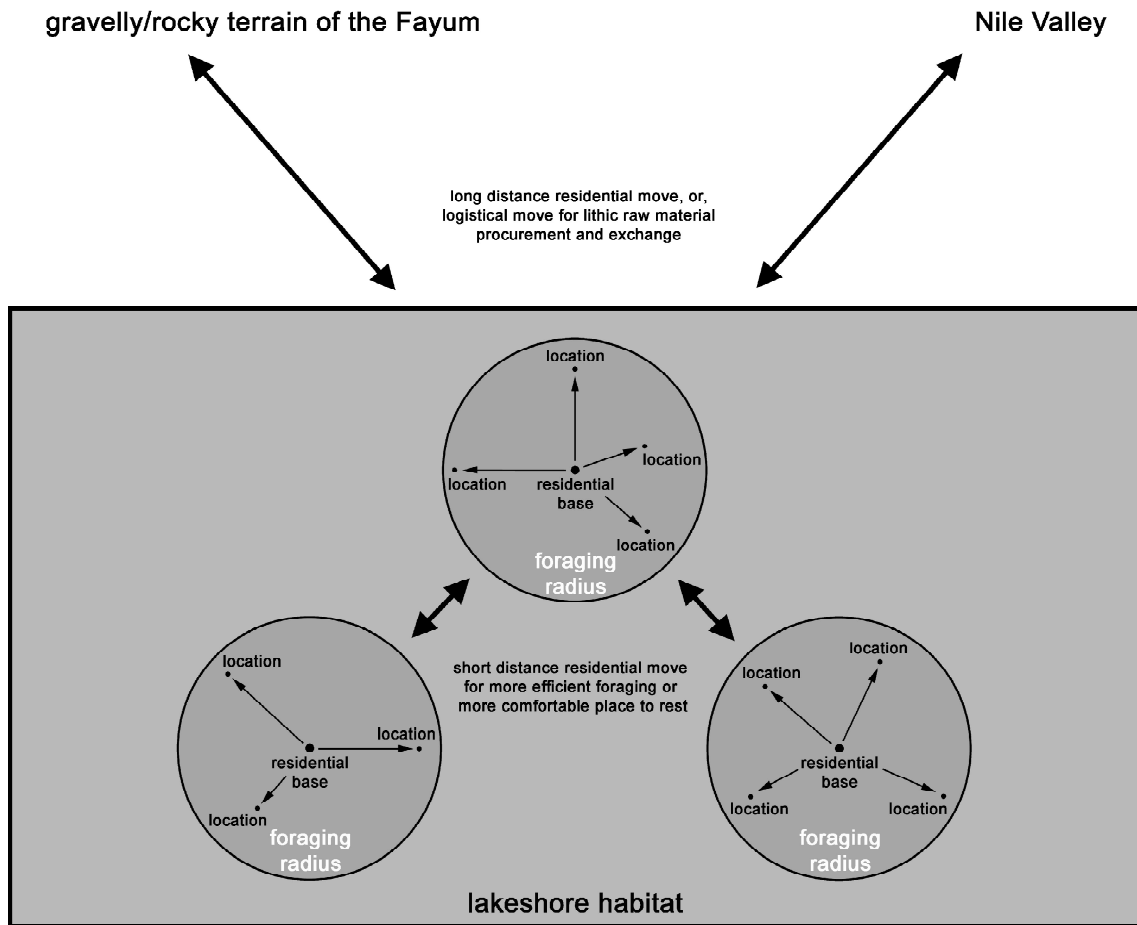 gravelly/rocky terrain of the Fayum
Nile Valley
long distance residential move, or,
logistical move for lithic raw material
procurement and exchange
location
location
location
residential
base
location
foraging
radius
short distance residential move
for more efficient foraging or
more comfortable place to rest
location
location
residential
base
location
foraging
radius
location
location
residential
base
location
location
foraging
radius
lakeshore habitat